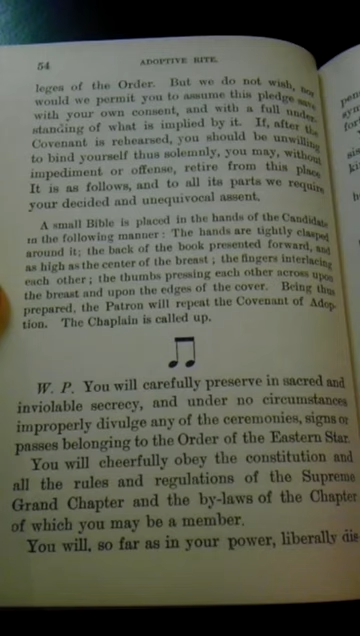 54 ADOPTIVE RITE.
leges of the Order. But we do not wish, nor
would we permit you to assume this pledge save
with your own consent, and with a full under-
standing of what is implied by it. If, after the
Covenant is rehearsed, you should be unwilling
to bind yourself thus solemnly, you may, without
impediment or offense, retire from this place
It is as follows, and to all its parts we require
your decided and unequivocal assent.
A small Bible is placed in the hands of the Candidate
in the following manner: The hands are tightly clasped
around it; the back of the book presented forward, and
as high as the center of the breast; the fingers interlacing
each other; the thumbs pressing each other across upon
the breast and upon the edges of the cover. Being thus
prepared, the Patron will repeat the Covenant of Adop-
tion. The Chaplain is called up.
W. P. You will carefully preserve in sacred and
inviolable secrecy, and under no circumstances
improperly divulge any of the ceremonies, signs or
passes belonging to the Order of the Eastern Star.
You will cheerfully obey the constitution and
all the rules and regulations of the Supreme
Grand Chapter and the by-laws of the Chapter
of which you may be a member.
You will, so far as in your power, liberally dis-